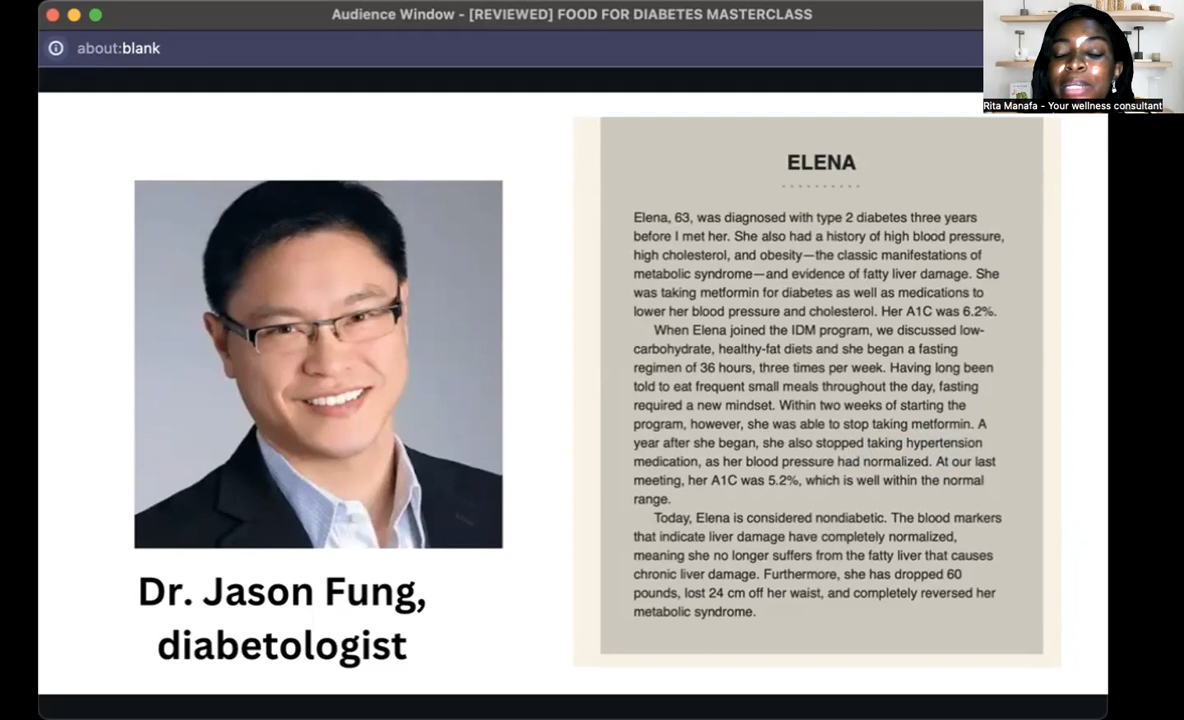 Audience Window - [REVIEWED] FOOD FOR DIABETES MASTERCLASS
about:blank
Rita Manafa - Your wellness consultant
Dr. Jason Fung,
diabetologist
ELENA
Elena, 63, was diagnosed with type 2 diabetes three years
before I met her. She also had a history of high blood pressure,
high cholesterol, and obesity—the classic manifestations of
metabolic syndrome—and evidence of fatty liver damage. She
was taking metformin for diabetes as well as medications to
lower her blood pressure and cholesterol. Her A1C was 6.2%.
When Elena joined the IDM program, we discussed low-
carbohydrate, healthy-fat diets and she began a fasting
regimen of 36 hours, three times per week. Having long been
told to eat frequent small meals throughout the day, fasting
required a new mindset. Within two weeks of starting the
program, however, she was able to stop taking metformin. A
year after she began, she also stopped taking hypertension
medication, as her blood pressure had normalized. At our last
meeting, her A1C was 5.2%, which is well within the normal
range.
Today, Elena is considered nondiabetic. The blood markers
that indicate liver damage have completely normalized,
meaning she no longer suffers from the fatty liver that causes
chronic liver damage. Furthermore, she has dropped 60
pounds, lost 24 cm off her waist, and completely reversed her
metabolic syndrome.